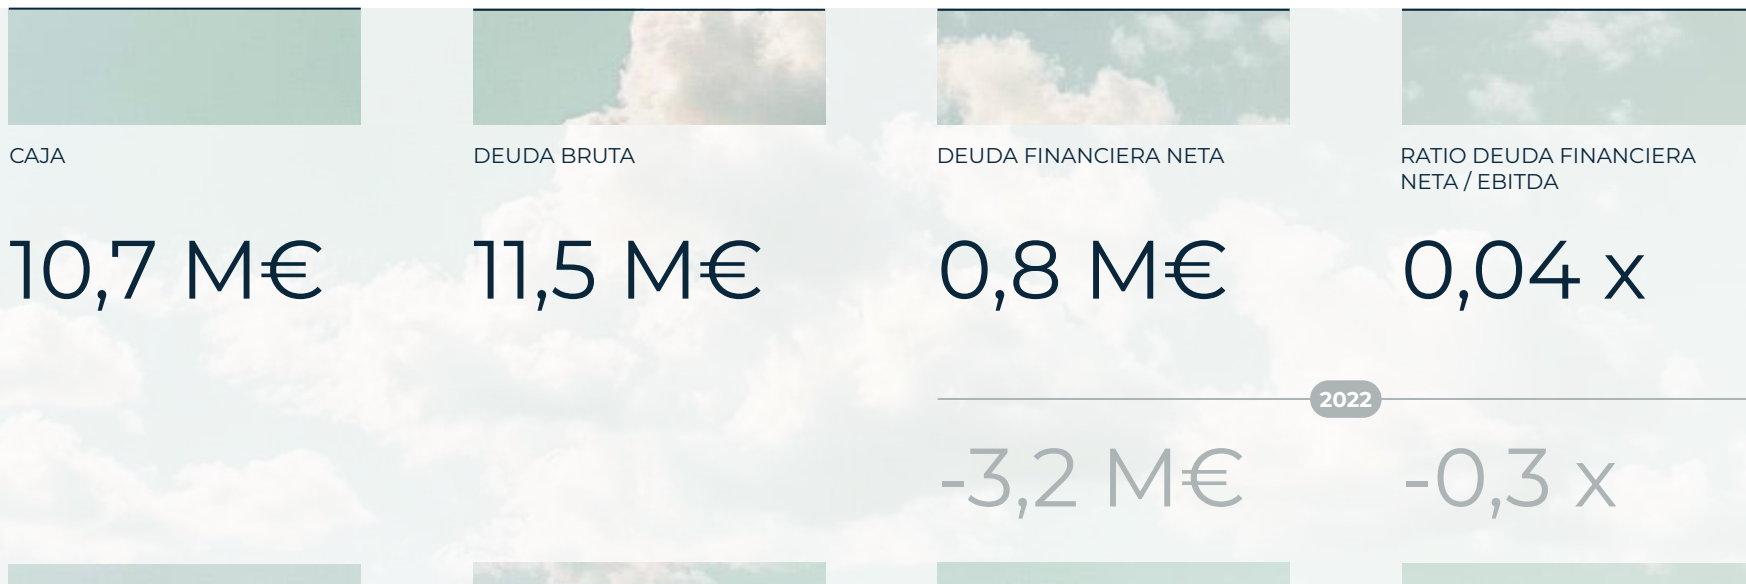 CAJA
DEUDA BRUTA
DEUDA FINANCIERA NETA
RATIO DEUDA FINANCIERA
NETA / EBITDA
10,7 M€
11,5 M€
0,8 M€
0,04 x
2022
-3,2 M€
-0,3 x